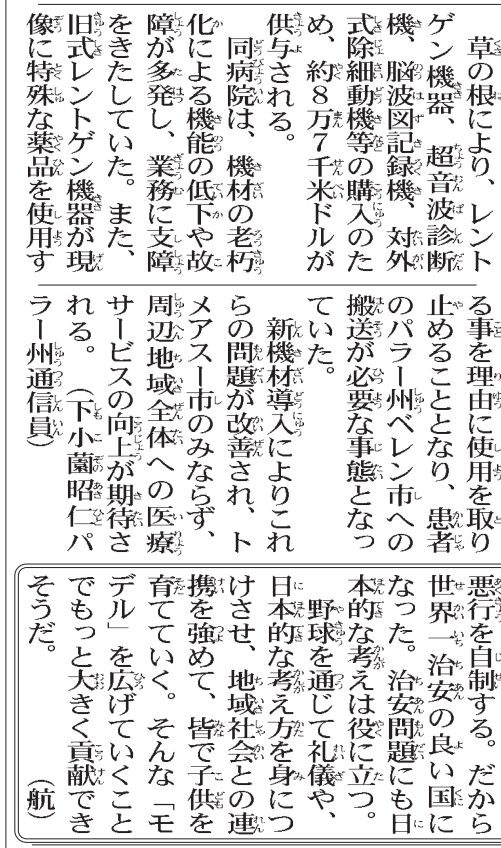 草の根により、レント
ゲン機器、超音波診断
機、脳波図記録機、対外
式除細動機等の購入のた
め、約８万７千米ドルが
供与される。
　同病院は、機材の老朽
化による機能の低下や故
障が多発し、業務に支障
をきたしていた。また、
旧式レントゲン機器が現
像に特殊な薬品を使用す
る事を理由に使用を取り
止めることとなり、患者
のパラー州ベレン市への
搬送が必要な事態となっ
ていた。
　新機材導入によりこれ
らの問題が改善され、ト
メアスー市のみならず、
周辺地域全体への医療
サービスの向上が期待さ
れる。（下小薗昭仁パ
ラー州通信員）
悪行を自制する。だから
世界一治安の良い国に
なった。治安問題にも日
本的な考えは役に立つ。
　野球を通じて礼儀や、
日本的な考え方を身につ
けさせ、地域社会との連
携を強めて、皆で子供を
育てていく。そんな「モ
デル」を広げていくこと
でもっと大きく貢献でき
そうだ。　　　（航）